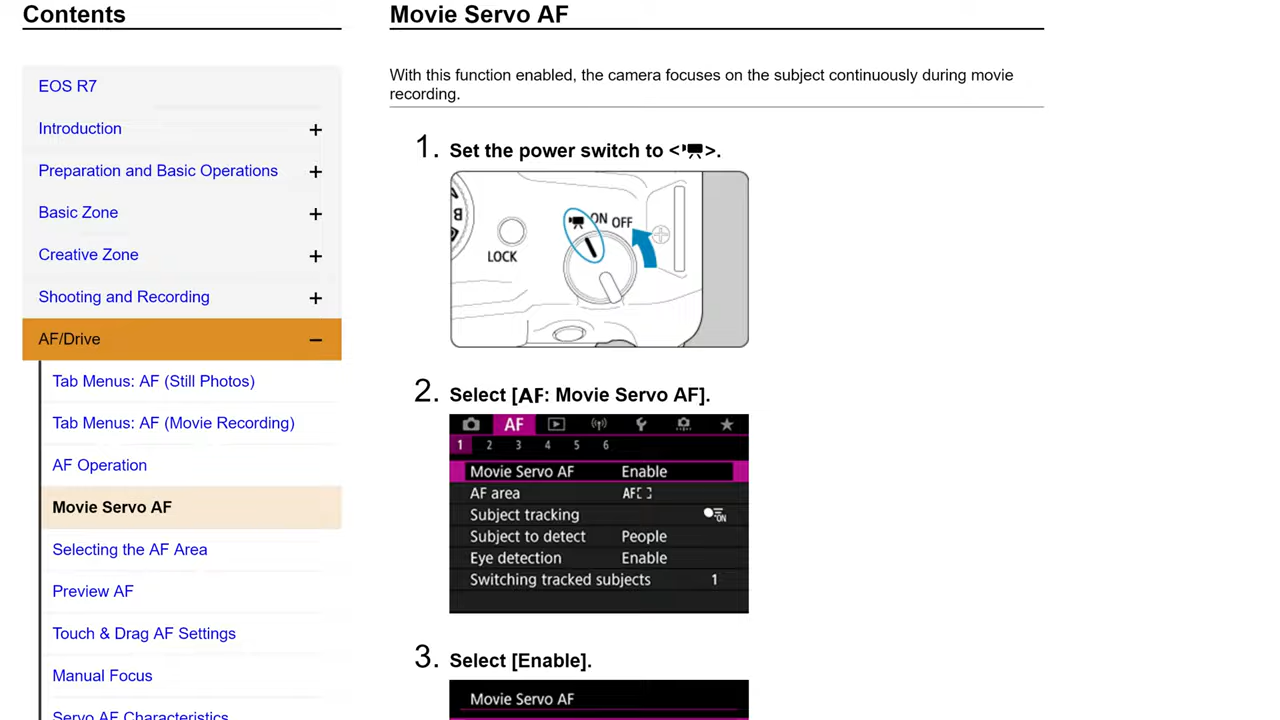 Contents
EOS R7
Introduction
Preparation and Basic Operations
Basic Zone
Creative Zone
Shooting and Recording
AF/Drive
Tab Menus: AF (Still Photos)
Tab Menus: AF (Movie Recording)
AF Operation
Movie Servo AF
Selecting the AF Area
Preview AF
Touch & Drag AF Settings
Manual Focus
Servo AF Characteristics
Movie Servo AF
With this function enabled, the camera focuses on the subject continuously during movie
recording.
1. Set the power switch to < >.
B
ON OFF
LOCK
2. Select [AF: Movie Servo AF].
AF
1 2 3 4 5 6
Movie Servo AF Enable
AF area AF[ ]
Subject tracking ON
Subject to detect People
Eye detection Enable
Switching tracked subjects 1
3. Select [Enable].
Movie Servo AF